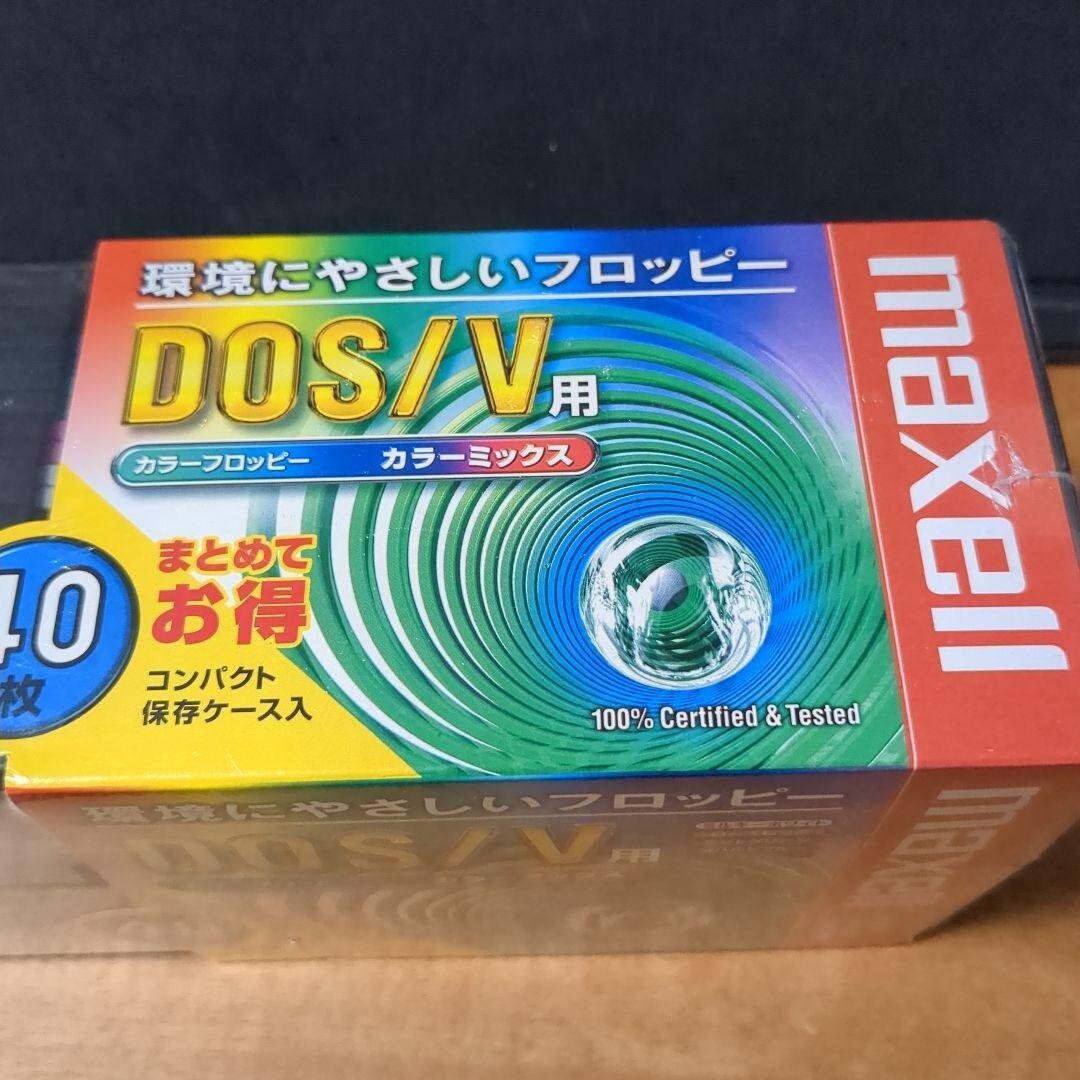 環境にやさしいフロッピー
DOS/V用
カラーフロッピー カラーミックス
40
枚
まとめて
お得
コンパクト
保存ケース入
100% Certified & Tested
maxell
環境にやさしいフロッピー
DOS/V用
maxell